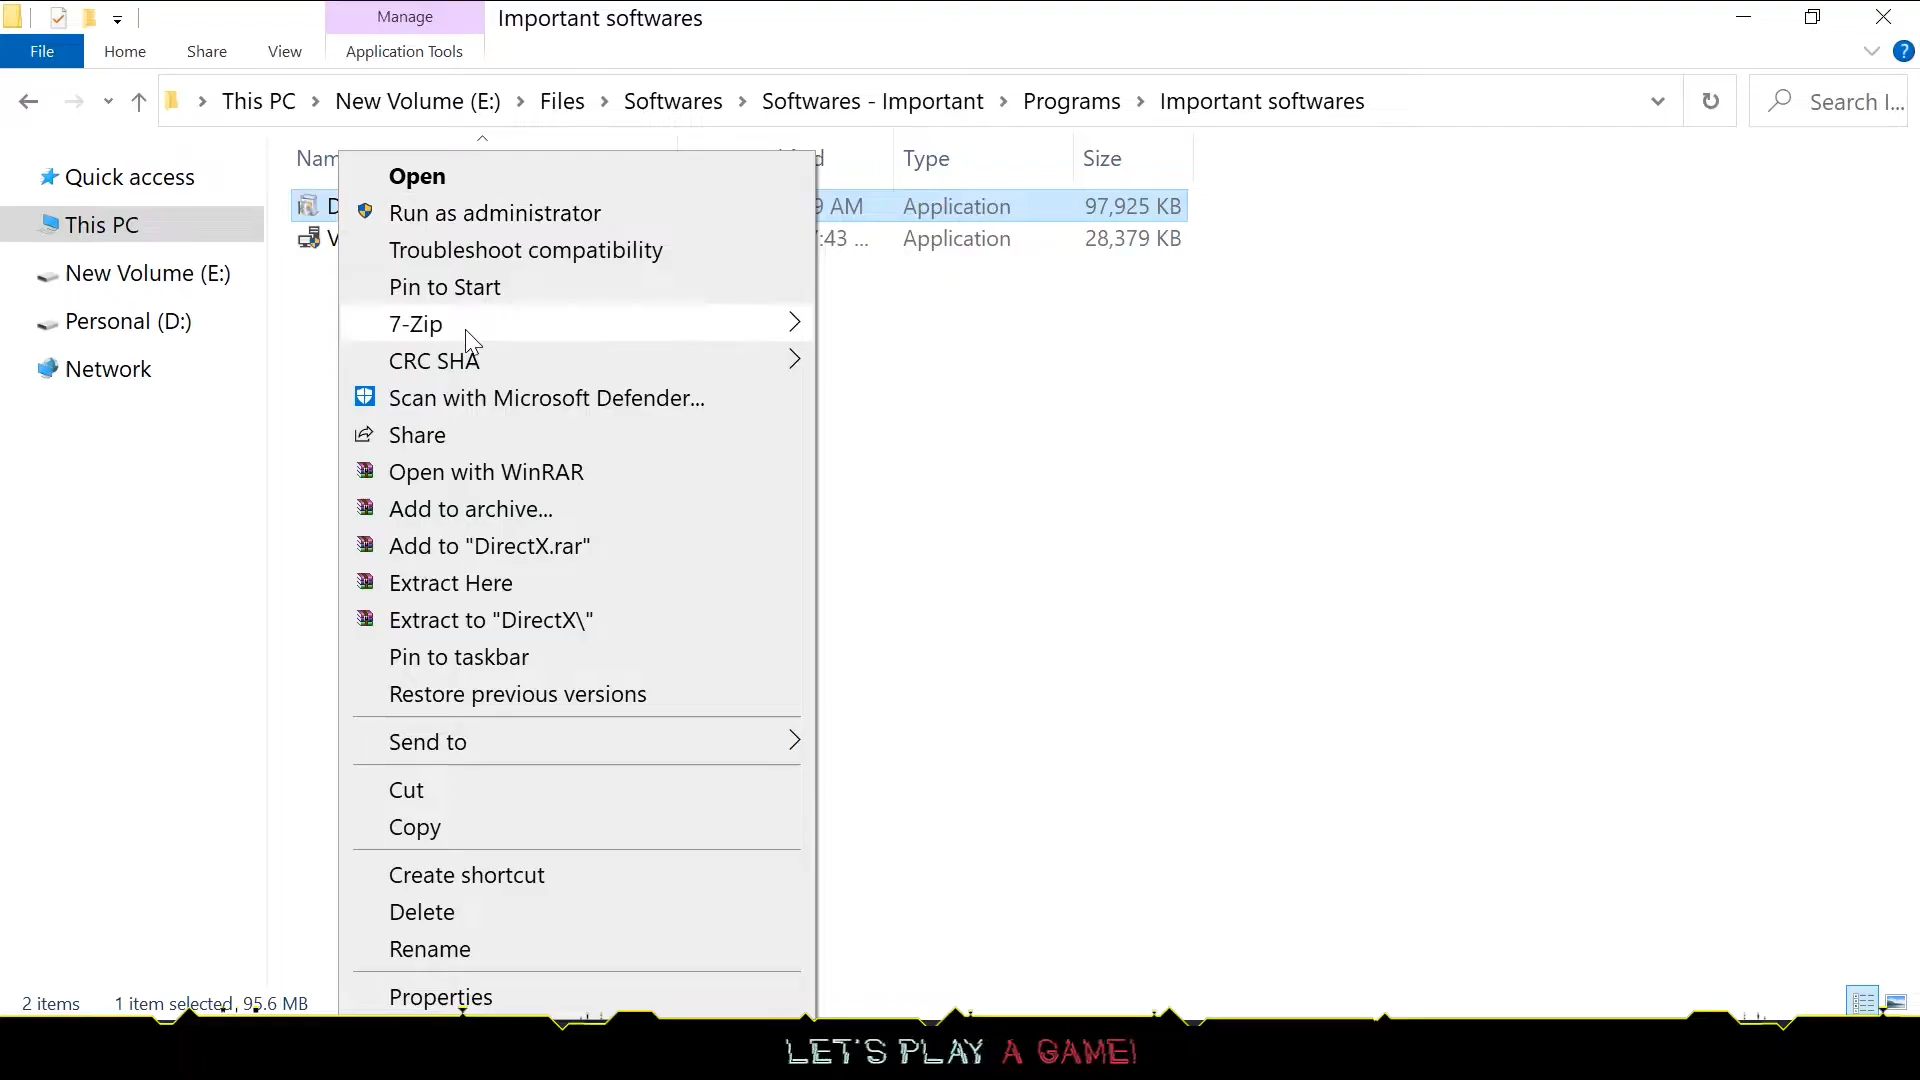 Manage
Important softwares
File
Home
Share
View
Application Tools
This PC
New Volume (E:)
Files
Softwares
Softwares - Important
Programs
Important softwares
Search I...
Type
Size
Quick access
This PC
New Volume (E:)
Personal (D:)
Network
9 AM
Application
97,925 KB
:43 ...
Application
28,379 KB
Open
Run as administrator
Troubleshoot compatibility
Pin to Start
7-Zip
CRC SHA
Scan with Microsoft Defender...
Share
Open with WinRAR
Add to archive...
Add to "DirectX.rar"
Extract Here
Extract to "DirectX\"
Pin to taskbar
Restore previous versions
Send to
Cut
Copy
Create shortcut
Delete
Rename
Properties
2 items
1 item selected, 95.6 MB
LET'S PLAY A GAME!